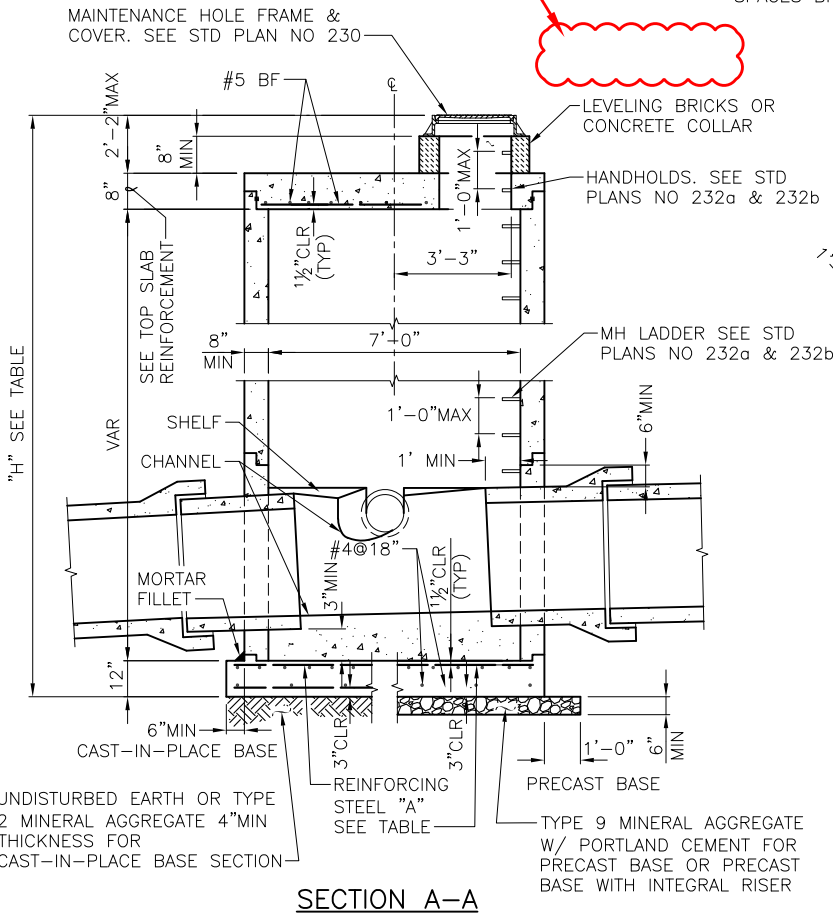 SPACES B
MAINTENANCE HOLE FRAME &
COVER. SEE STD PLAN NO 230
#5 BF
℄
LEVELING BRICKS OR
CONCRETE COLLAR
2'-2"MAX
8"
MIN
8"
HANDHOLDS. SEE STD
PLANS NO 232a & 232b
1'-0"MAX
1½"CLR
(TYP)
3'-3"
SEE TOP SLAB
REINFORCEMENT
8"
MIN
7'-0"
MH LADDER SEE STD
PLANS NO 232a & 232b
"H" SEE TABLE
VAR
1'-0"MAX
6"MIN
SHELF
1' MIN
CHANNEL
#4@18"
3"MIN
1½"CLR
(TYP)
MORTAR
FILLET
12"
6"MIN
CAST-IN-PLACE BASE
3"CLR
3"CLR
1'-0"
6"
MIN
PRECAST BASE
REINFORCING
STEEL "A"
SEE TABLE
UNDISTURBED EARTH OR TYPE
2 MINERAL AGGREGATE 4"MIN
THICKNESS FOR
CAST-IN-PLACE BASE SECTION
TYPE 9 MINERAL AGGREGATE
W/ PORTLAND CEMENT FOR
PRECAST BASE OR PRECAST
BASE WITH INTEGRAL RISER
SECTION A-A